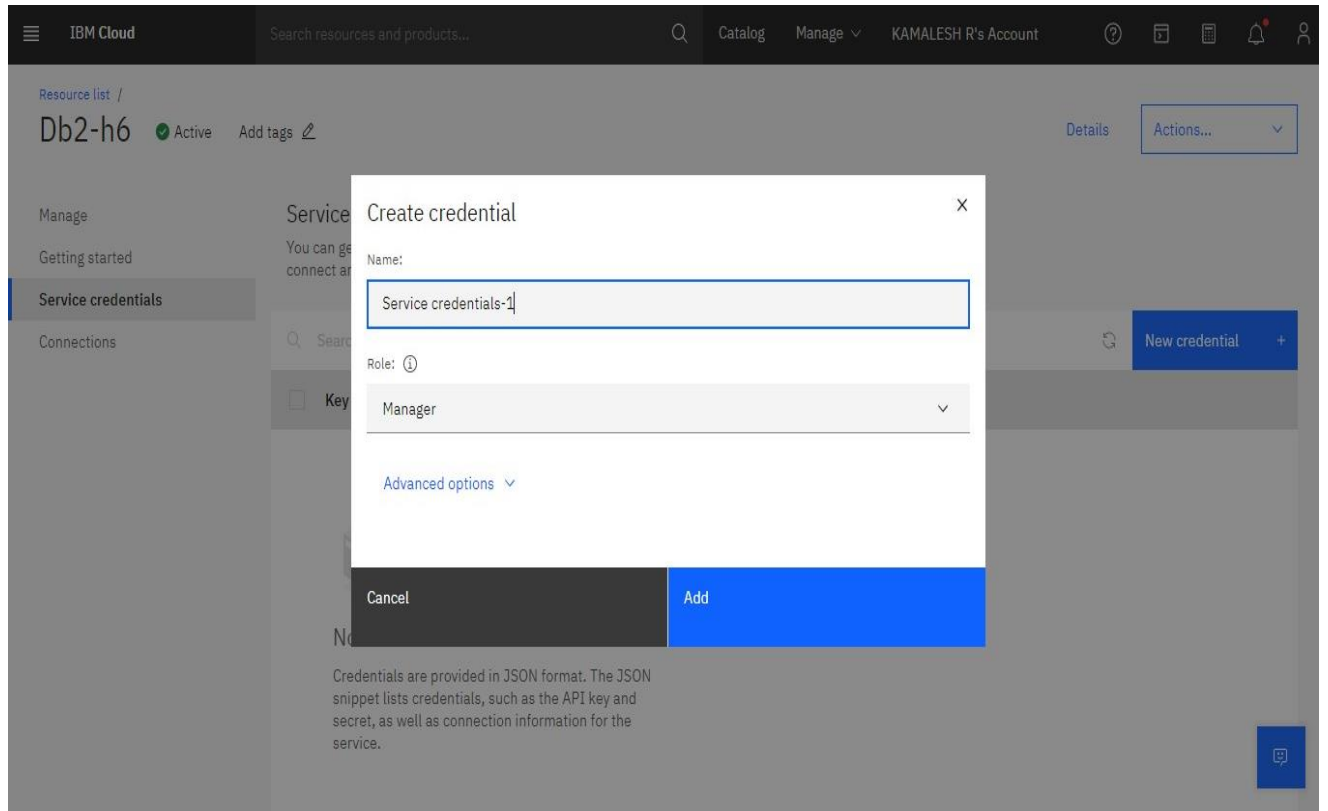 IBM Cloud
Search resources and products...
Catalog
Manage
KAMALESH R's Account
Resource list /
Db2-h6
Active
Add tags
Details
Actions...
Manage
Getting started
Service credentials
Connections
Service
You can ge
connect ar
Searc
New credential +
Key
Create credential
X
Name:
Service credentials-1
Role:
Manager
Advanced options
Cancel
Add
No
Credentials are provided in JSON format. The JSON
snippet lists credentials, such as the API key and
secret, as well as connection information for the
service.